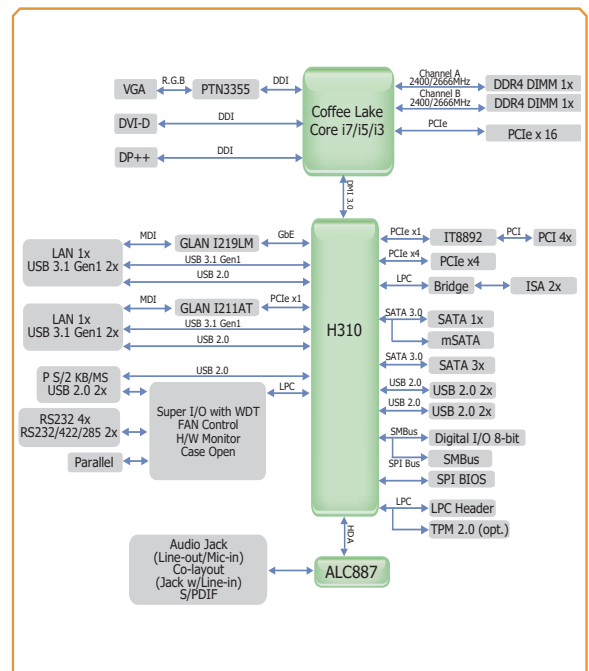 VGA
R.G.B
PTN3355
DDI
DVI-D
DDI
DP++
DDI
Coffee Lake
Core i7/i5/i3
Channel A
2400/2666MHz
DDR4 DIMM 1x
Channel B
2400/2666MHz
DDR4 DIMM 1x
PCIe
PCIe x 16
DMI 3.0
LAN 1x
USB 3.1 Gen1 2x
MDI
GLAN I219LM
GbE
USB 3.1 Gen1
USB 2.0
LAN 1x
USB 3.1 Gen1 2x
MDI
GLAN I211AT
PCIe x1
USB 3.1 Gen1
USB 2.0
P S/2 KB/MS
USB 2.0 2x
USB 2.0
RS232 4x
RS232/422/285 2x
Parallel
Super I/O with WDT
FAN Control
H/W Monitor
Case Open
LPC
H310
PCIe x1
IT8892
PCI
PCI 4x
PCIe x4
PCIe x4
LPC
Bridge
ISA 2x
SATA 3.0
SATA 1x
mSATA
SATA 3.0
SATA 3x
USB 2.0
USB 2.0 2x
USB 2.0
USB 2.0 2x
SMBus
Digital I/O 8-bit
SMBus
SPI Bus
SPI BIOS
LPC
LPC Header
TPM 2.0 (opt.)
HDA
Audio Jack
(Line-out/Mic-in)
Co-layout
(Jack w/Line-in)
S/PDIF
ALC887